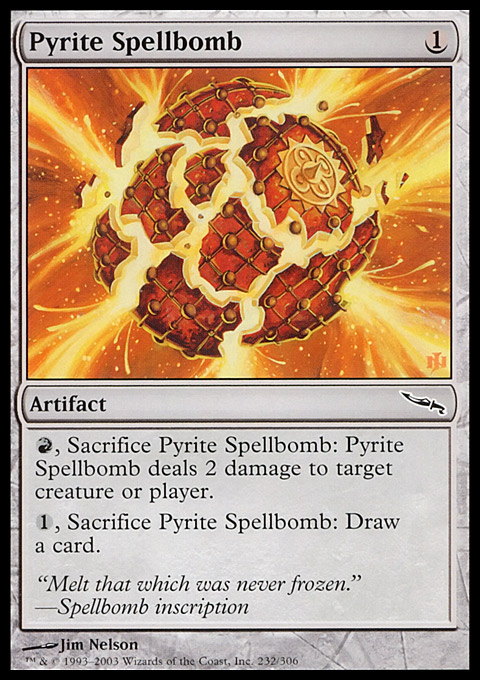 Pyrite Spellbomb 1
Artifact
, Sacrifice Pyrite Spellbomb: Pyrite
Spellbomb deals 2 damage to target
creature or player.
1, Sacrifice Pyrite Spellbomb: Draw
a card.
“Melt that which was never frozen.”
—Spellbomb inscription
Jim Nelson
™ & © 1993–2003 Wizards of the Coast, Inc. 232/306